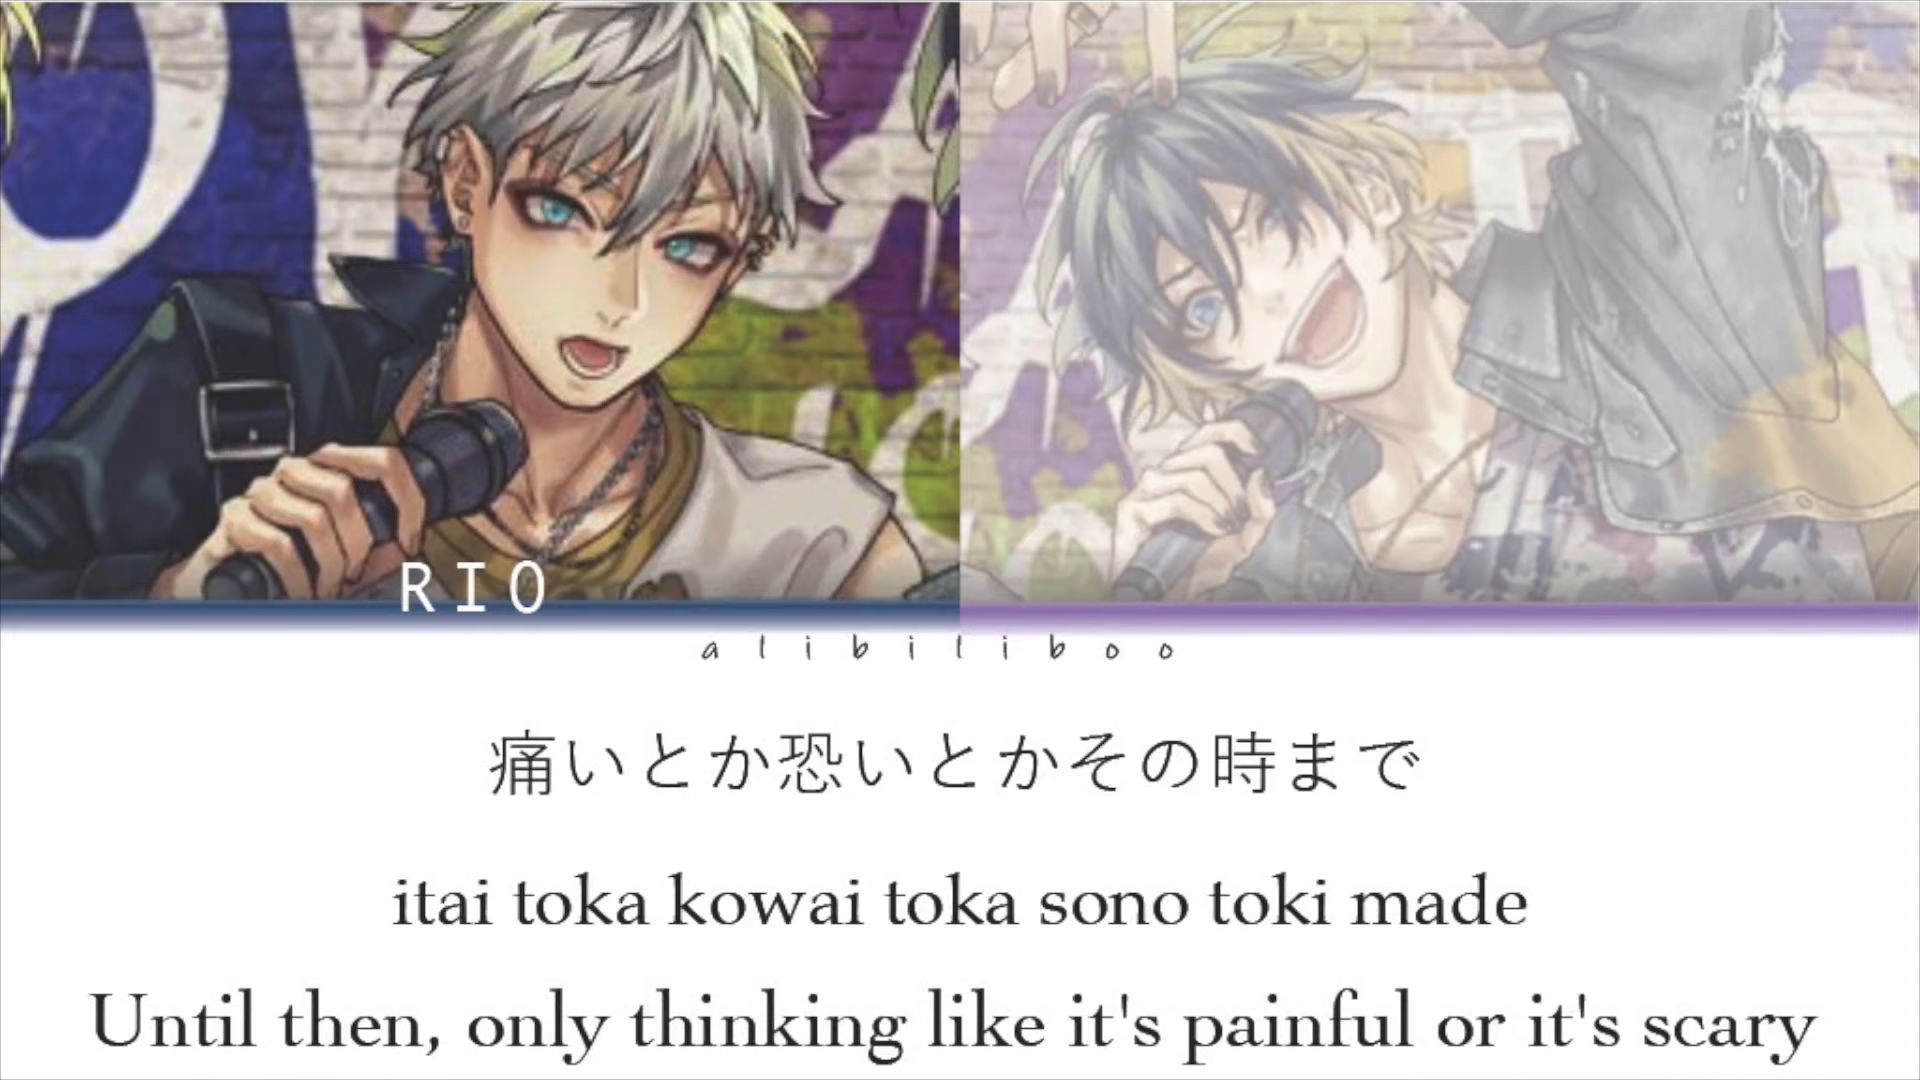 RIO
alibiliboo
痛いとか恐いとかその時まで
itai toka kowai toka sono toki made
Until then, only thinking like it's painful or it's scary